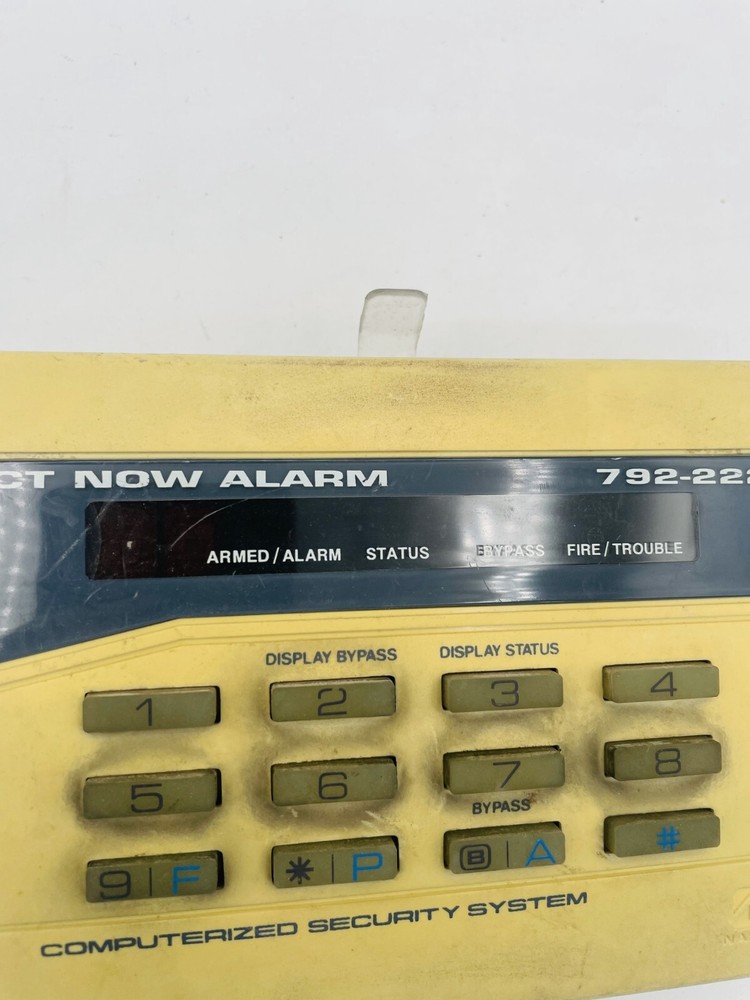 CT NOW ALARM 792-222
ARMED/ALARM STATUS BYPASS FIRE/TROUBLE
DISPLAY BYPASS DISPLAY STATUS
1 2 3 4
5 6 7 8
BYPASS
9|F *|P B|A #
COMPUTERIZED SECURITY SYSTEM